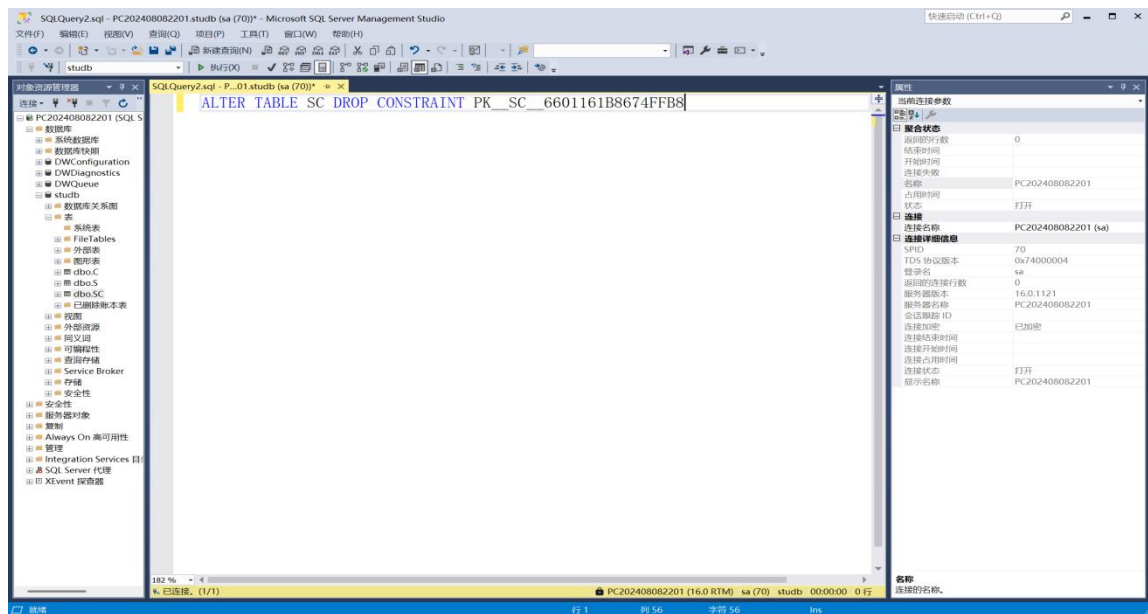 SQLQuery2.sql - PC202408082201.studb (sa (70))* - Microsoft SQL Server Management Studio
快速启动 (Ctrl+Q)
文件(F) 编辑(E) 视图(V) 查询(Q) 项目(P) 工具(T) 窗口(W) 帮助(H)
新建查询(N)
studb
执行(X)
对象资源管理器
连接
PC202408082201 (SQL S
数据库
系统数据库
数据库快照
DWConfiguration
DWDiagnostics
DWQueue
studb
数据库关系图
表
系统表
FileTables
外部表
图形表
dbo.C
dbo.S
dbo.SC
已删除账本表
视图
外部资源
同义词
可编程性
查询存储
Service Broker
存储
安全性
安全性
服务器对象
复制
Always On 高可用性
管理
Integration Services 目
SQL Server 代理
XEvent 探查器
SQLQuery2.sql - P...01.studb (sa (70))*
ALTER TABLE SC DROP CONSTRAINT PK__SC__6601161B8674FFB8
182 %
已连接。(1/1)
PC202408082201 (16.0 RTM) sa (70) studb 00:00:00 0 行
属性
当前连接参数
聚合状态
返回的行数 0
结束时间
开始时间
连接失败
名称 PC202408082201
占用时间
状态 打开
连接
连接名称 PC202408082201 (sa)
连接详细信息
SPID 70
TDS 协议版本 0x74000004
登录名 sa
返回的连接行数 0
服务器版本 16.0.1121
服务器名称 PC202408082201
会话跟踪 ID
连接加密 已加密
连接结束时间
连接开始时间
连接占用时间
连接状态 打开
显示名称 PC202408082201
名称
连接的名称。
就绪
行 1 列 56 字符 56 Ins